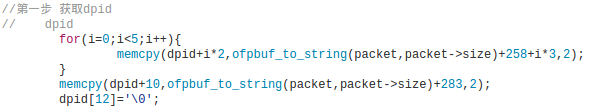 //第一步 获取dpid
//    dpid
for(i=0;i<5;i++){
memcpy(dpid+i*2,ofpbuf_to_string(packet,packet->size)+258+i*3,2);
}
memcpy(dpid+10,ofpbuf_to_string(packet,packet->size)+283,2);
dpid[12]='\0';